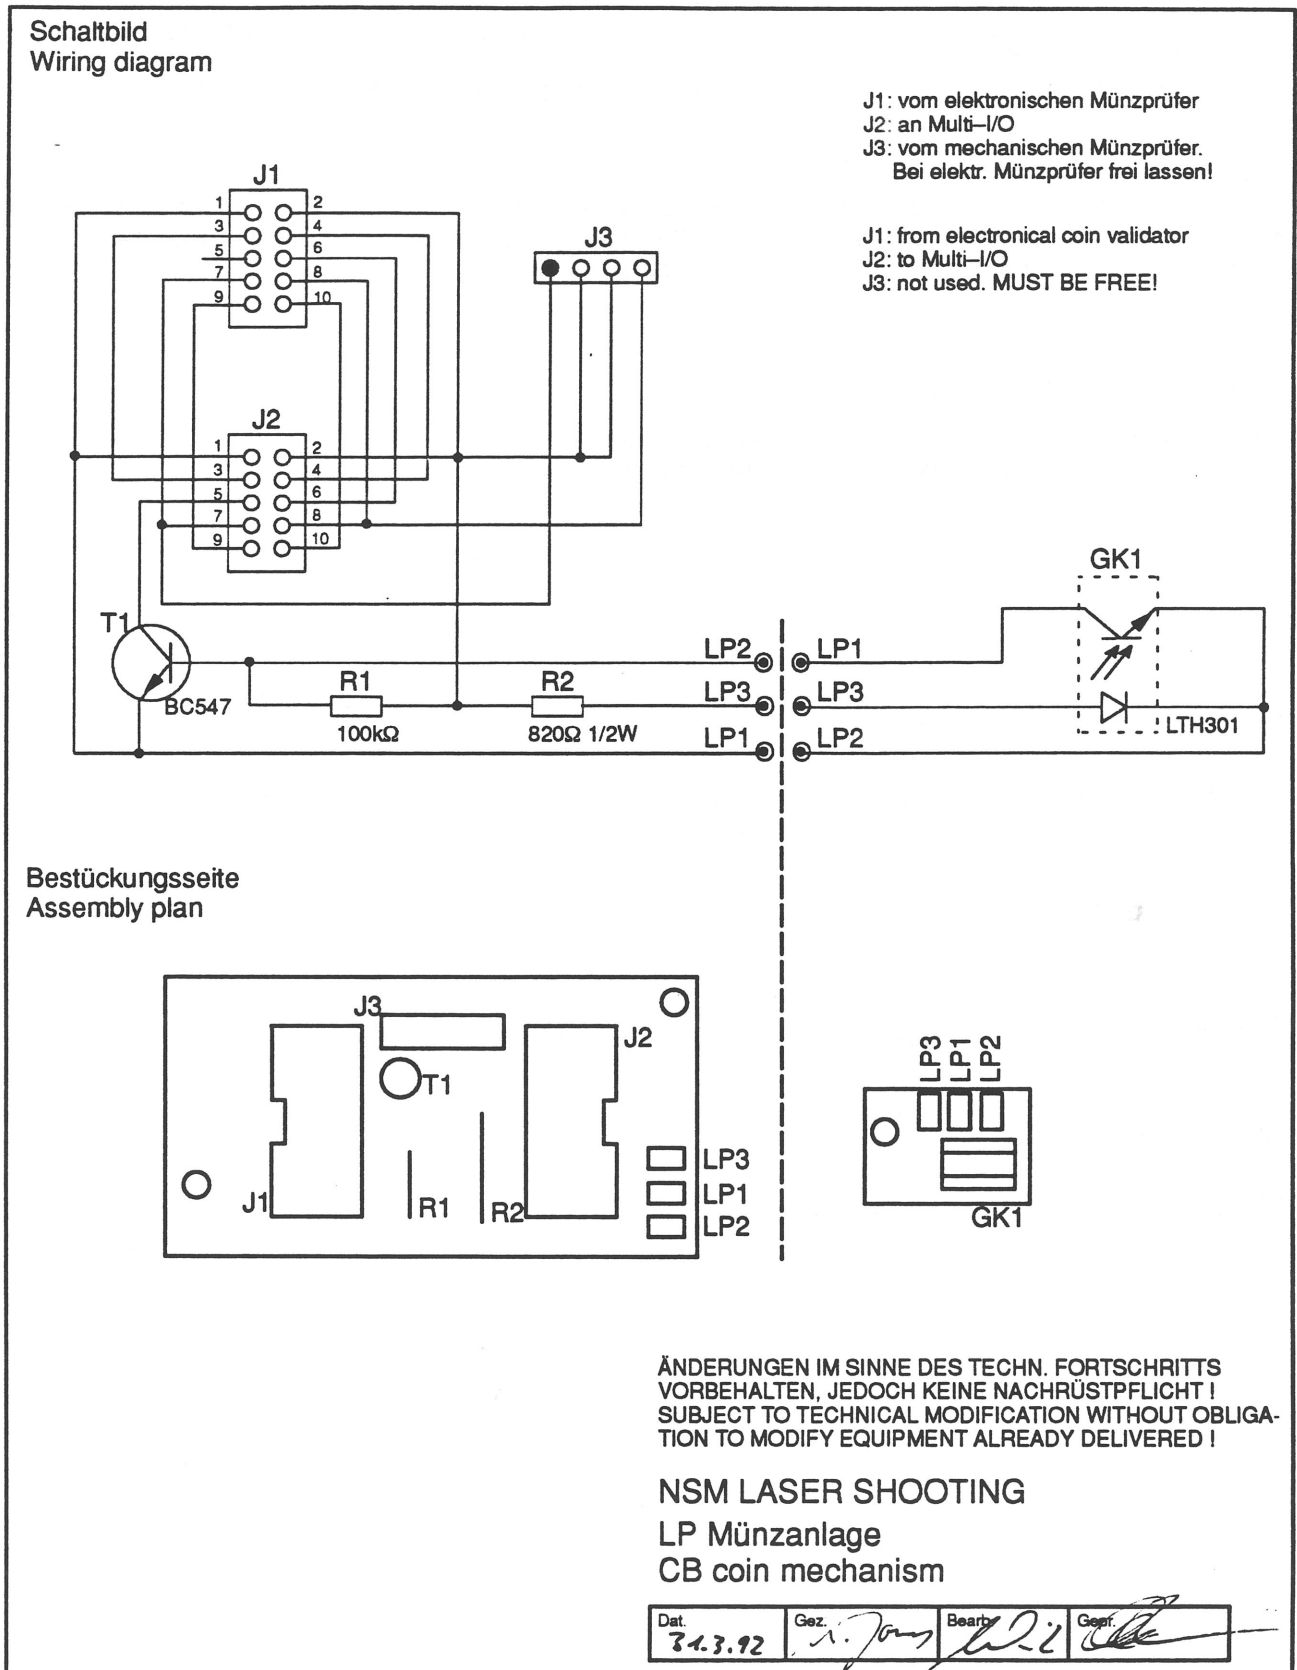 Schaltbild
Wiring diagram
J1: vom elektronischen Münzprüfer
J2: an Multi–I/O
J3: vom mechanischen Münzprüfer.
Bei elektr. Münzprüfer frei lassen!
J1: from electronical coin validator
J2: to Multi–I/O
J3: not used. MUST BE FREE!
J1
1 2
3 4
5 6
7 8
9 10
J3
J2
1 2
3 4
5 6
7 8
9 10
GK1
T1
BC547
LP2 LP1
R1 R2 LP3 LP3
100kΩ 820Ω 1/2W LTH301
LP1 LP2
Bestückungsseite
Assembly plan
J3
J2
T1
LP3
LP1
LP2
J1
R1
R2
LP3
LP1
LP2
GK1
ÄNDERUNGEN IM SINNE DES TECHN. FORTSCHRITTS
VORBEHALTEN, JEDOCH KEINE NACHRÜSTPFLICHT !
SUBJECT TO TECHNICAL MODIFICATION WITHOUT OBLIGA-
TION TO MODIFY EQUIPMENT ALREADY DELIVERED !
NSM LASER SHOOTING
LP Münzanlage
CB coin mechanism
Dat. Gez. Bearb. Gepr.
31.3.92